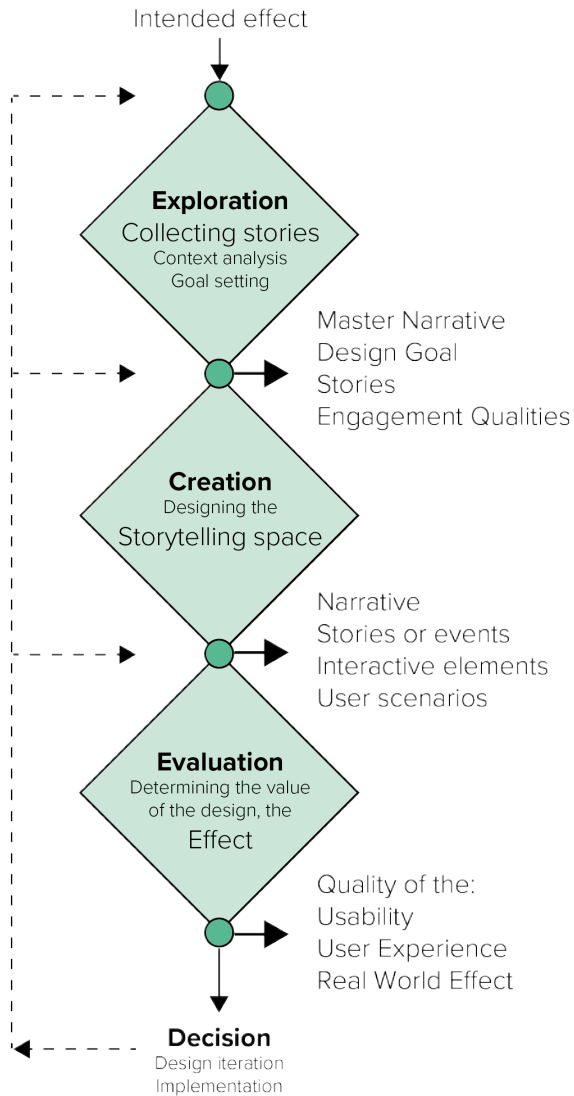 Intended effect
Exploration
Collecting stories
Context analysis
Goal setting
Master Narrative
Design Goal
Stories
Engagement Qualities
Creation
Designing the
Storytelling space
Narrative
Stories or events
Interactive elements
User scenarios
Evaluation
Determining the value
of the design, the
Effect
Quality of the:
Usability
User Experience
Real World Effect
Decision
Design iteration
Implementation